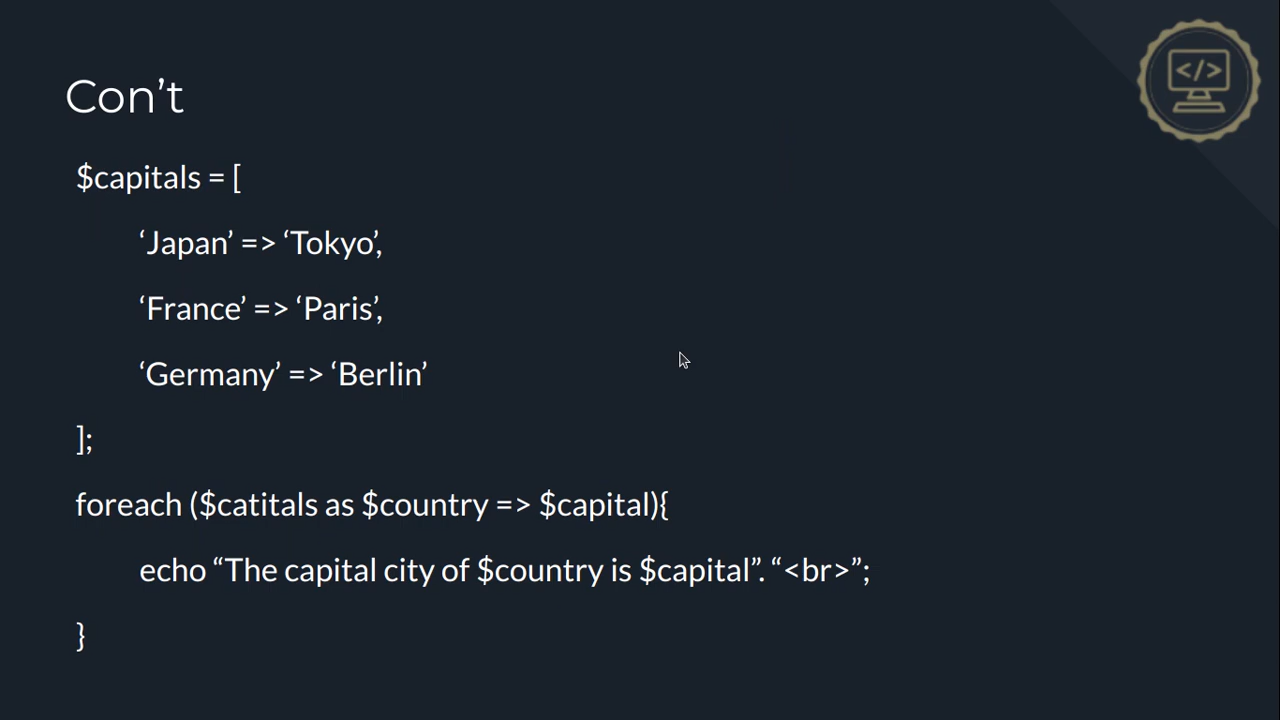 </>
Con’t
$capitals = [
‘Japan’ => ‘Tokyo’,
‘France’ => ‘Paris’,
‘Germany’ => ‘Berlin’
];
foreach ($catitals as $country => $capital){
echo “The capital city of $country is $capital”. “<br>”;
}